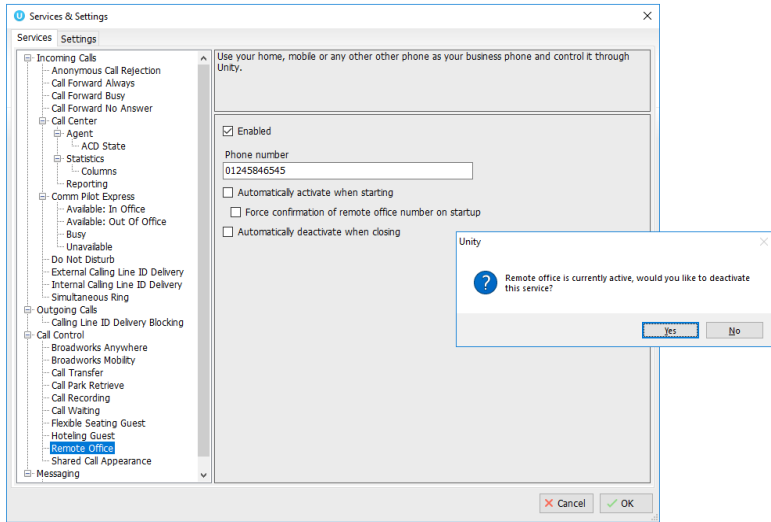 Services & Settings
Services Settings
Incoming Calls
Anonymous Call Rejection
Call Forward Always
Call Forward Busy
Call Forward No Answer
Call Center
Agent
ACD State
Statistics
Columns
Reporting
Comm Pilot Express
Available: In Office
Available: Out Of Office
Busy
Unavailable
Do Not Disturb
External Calling Line ID Delivery
Internal Calling Line ID Delivery
Simultaneous Ring
Outgoing Calls
Calling Line ID Delivery Blocking
Call Control
Broadworks Anywhere
Broadworks Mobility
Call Transfer
Call Park Retrieve
Call Recording
Call Waiting
Flexible Seating Guest
Hoteling Guest
Remote Office
Shared Call Appearance
Messaging
Use your home, mobile or any other other phone as your business phone and control it through
Unity.
Enabled
Phone number
01245846545
Automatically activate when starting
Force confirmation of remote office number on startup
Automatically deactivate when closing
Unity
Remote office is currently active, would you like to deactivate
this service?
Yes No
Cancel OK